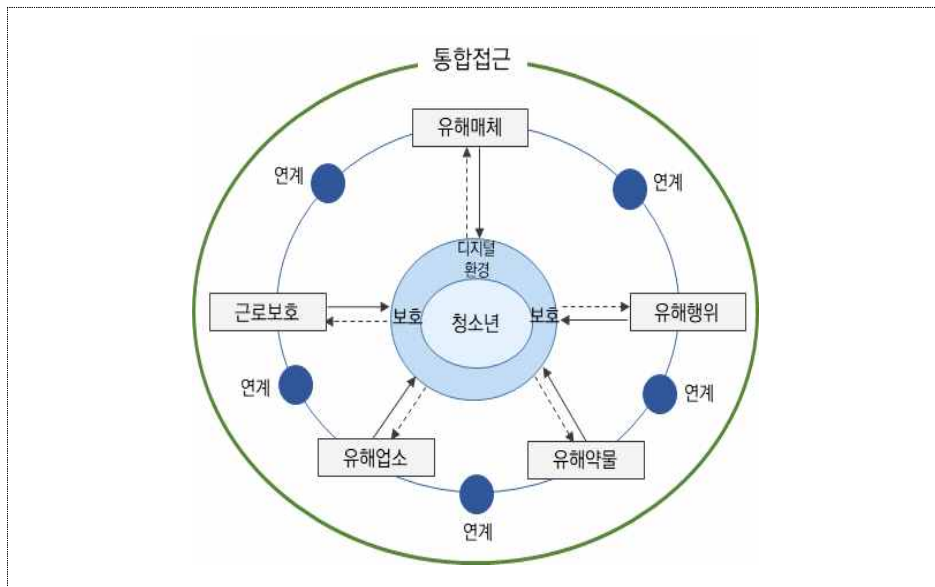 통합접근
유해매체
연계
연계
디지털
환경
근로보호
보호
청소년
보호
유해행위
연계
연계
유해업소
유해약물
연계